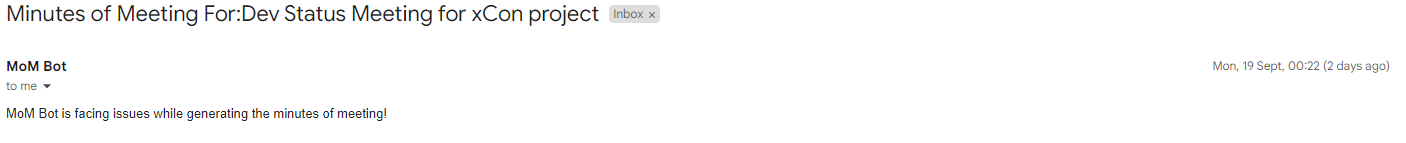 Minutes of Meeting For:Dev Status Meeting for xCon project Inbox ×
MoM Bot Mon, 19 Sept, 00:22 (2 days ago)
to me
MoM Bot is facing issues while generating the minutes of meeting!